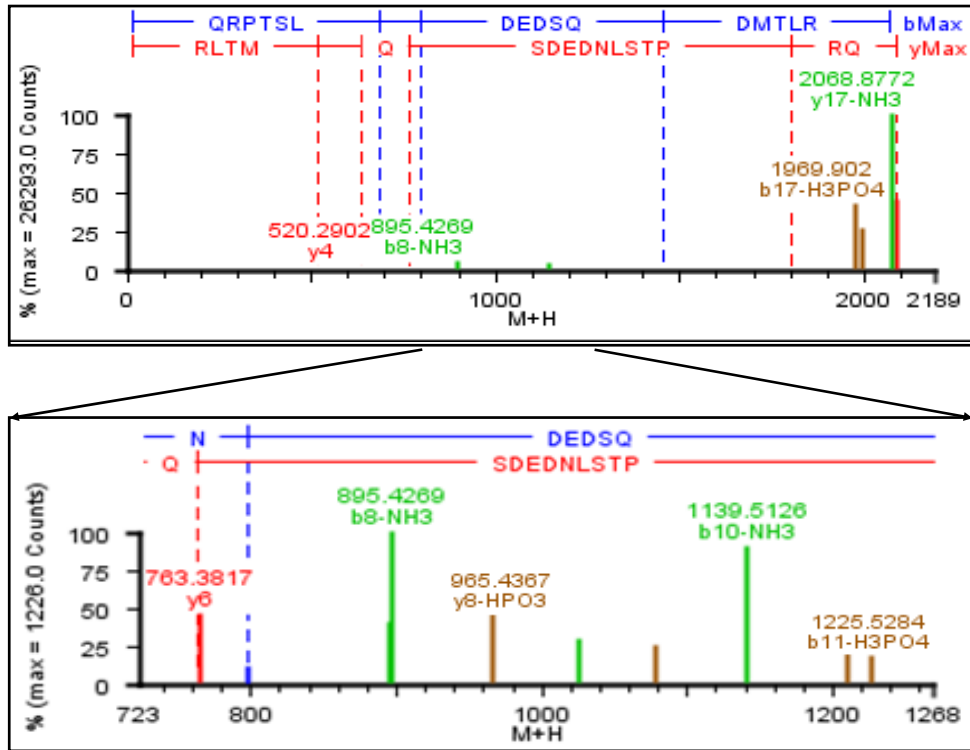 QRPTSL DEDSQ DMTLR bMax
RLTM Q SDEDNLSTP RQ yMax
2068.8772
y17-NH3
% (max = 26293.0 Counts)
100
75
50
25
0
1969.902
b17-H3PO4
520.2902
y4
895.4269
b8-NH3
0 1000 2000 2189
M+H
N DEDSQ
Q SDEDNLSTP
895.4269
b8-NH3
1139.5126
b10-NH3
% (max = 1226.0 Counts)
100
75
50
25
0
763.3817
y6
965.4367
y8-HPO3
1225.5284
b11-H3PO4
723 800 1000 1200 1268
M+H